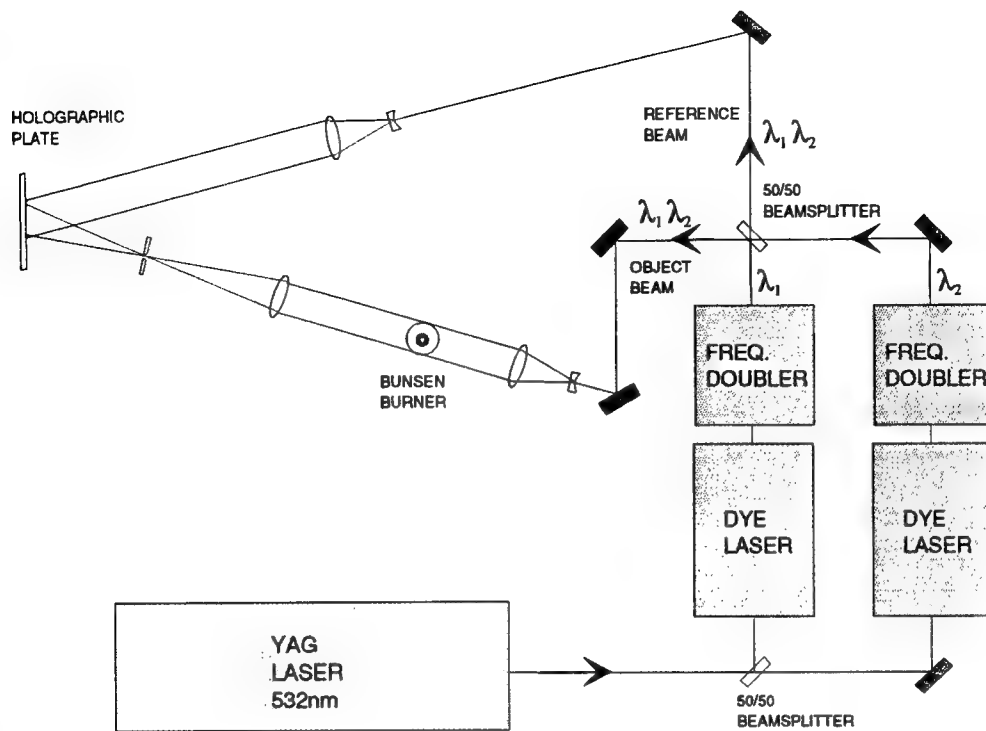 HOLOGRAPHIC
PLATE
REFERENCE
BEAM
λ₁ λ₂
50/50
BEAMSPLITTER
λ₁ λ₂
OBJECT
BEAM
λ₁
λ₂
FREQ.
DOUBLER
FREQ.
DOUBLER
BUNSEN
BURNER
DYE
LASER
DYE
LASER
YAG
LASER
532nm
50/50
BEAMSPLITTER